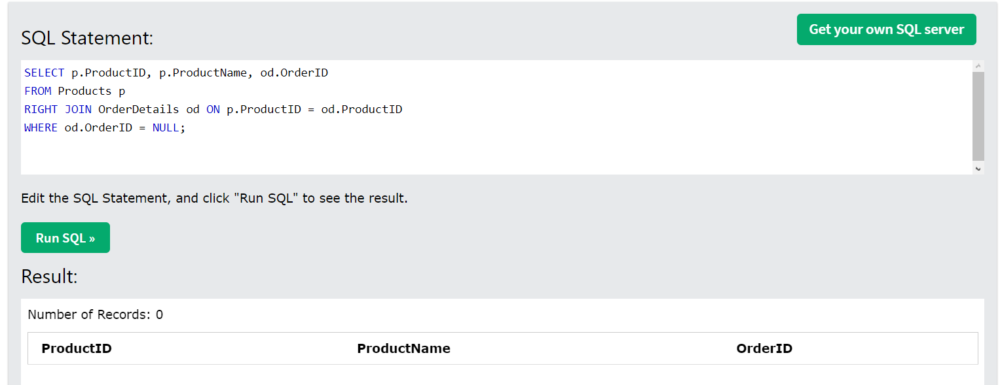 Get your own SQL server
SQL Statement:
SELECT p.ProductID, p.ProductName, od.OrderID
FROM Products p
RIGHT JOIN OrderDetails od ON p.ProductID = od.ProductID
WHERE od.OrderID = NULL;
Edit the SQL Statement, and click "Run SQL" to see the result.
Run SQL »
Result:
Number of Records: 0
ProductID ProductName OrderID